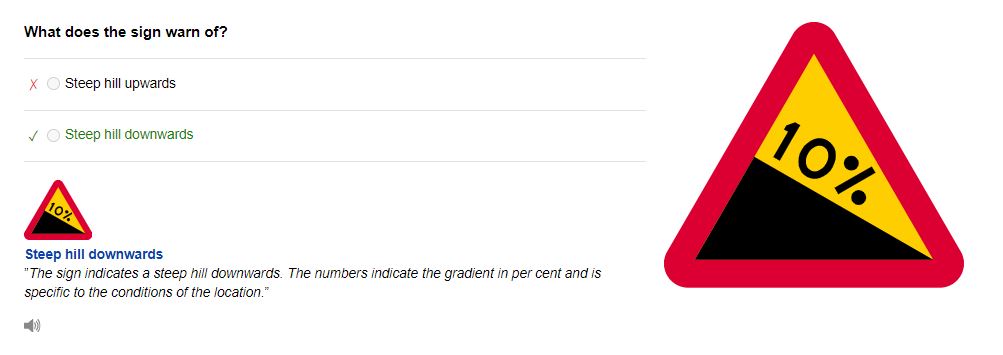 What does the sign warn of?
Steep hill upwards
Steep hill downwards
10%
Steep hill downwards
"The sign indicates a steep hill downwards. The numbers indicate the gradient in per cent and is
specific to the conditions of the location."
10%